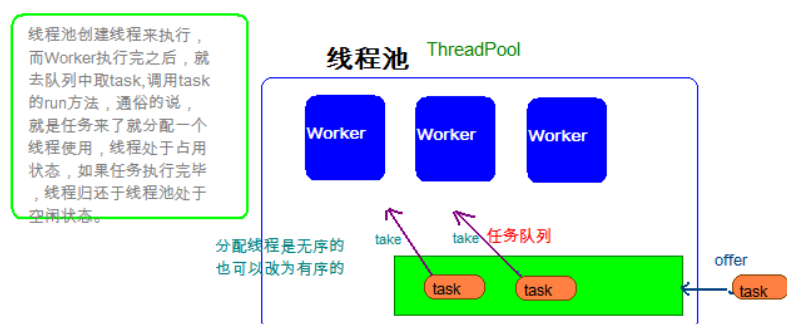 线程池创建线程来执行，
而Worker执行完之后，就
去队列中取task,调用task
的run方法，通俗的说，
就是任务来了就分配一个
线程使用，线程处于占用
状态，如果任务执行完毕
，线程归还于线程池处于
空闲状态。
线程池
ThreadPool
Worker
Worker
Worker
分配线程是无序的
也可以改为有序的
take
take
任务队列
offer
task
task
task